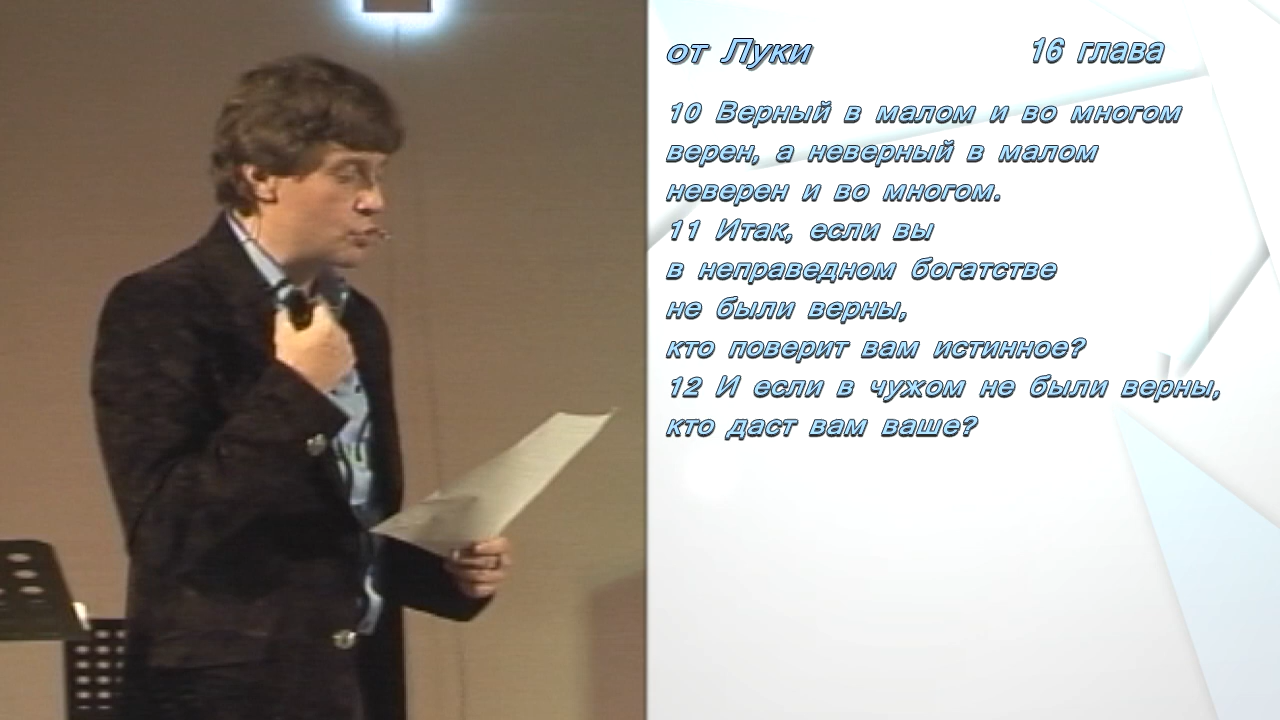 от Луки 16 глава
10 Верный в малом и во многом
верен, а неверный в малом
неверен и во многом.
11 Итак, если вы
в неправедном богатстве
не были верны,
кто поверит вам истинное?
12 И если в чужом не были верны,
кто даст вам ваше?